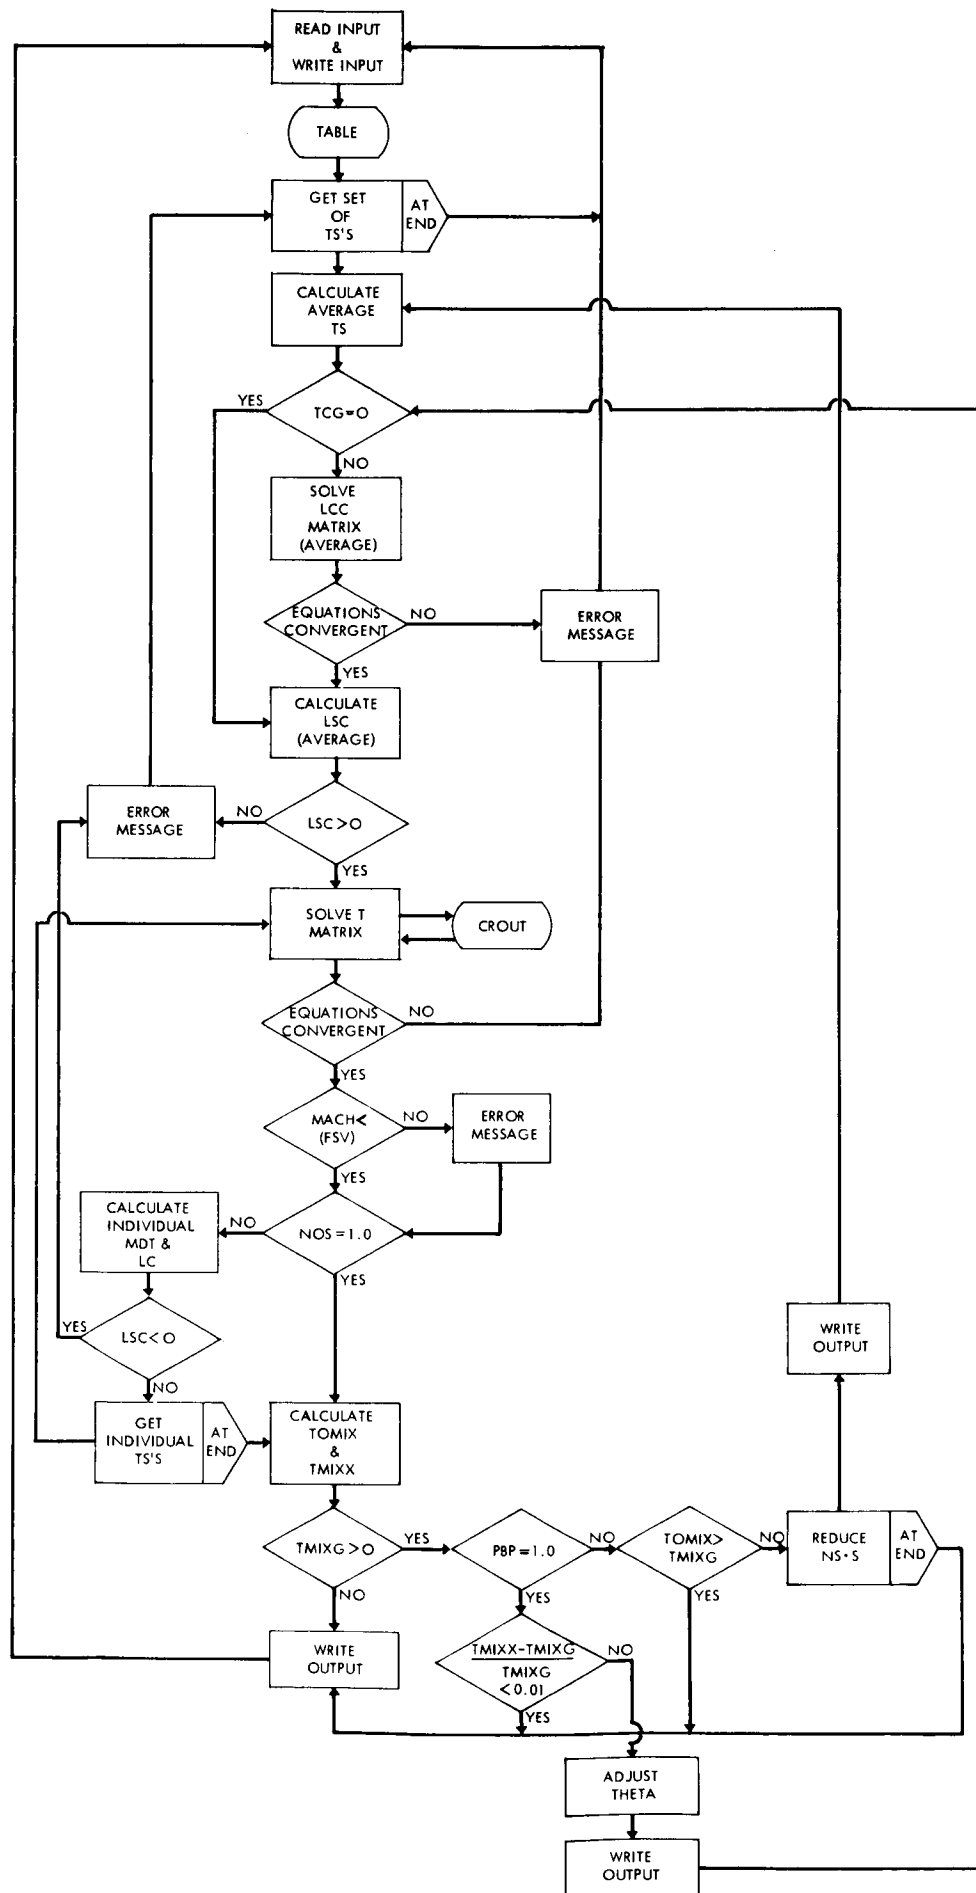 READ INPUT
&
WRITE INPUT
TABLE
GET SET
OF
TS'S
AT
END
CALCULATE
AVERAGE
TS
YES
TCG=O
NO
SOLVE
LCC
MATRIX
(AVERAGE)
EQUATIONS
CONVERGENT
NO
ERROR
MESSAGE
YES
CALCULATE
LSC
(AVERAGE)
ERROR
MESSAGE
NO
LSC>O
YES
SOLVE T
MATRIX
CROUT
EQUATIONS
CONVERGENT
NO
YES
MACH<
(FSV)
NO
ERROR
MESSAGE
YES
CALCULATE
INDIVIDUAL
MDT &
LC
NO
NOS=1.0
YES
YES
LSC<O
NO
WRITE
OUTPUT
GET
INDIVIDUAL
TS'S
AT
END
CALCULATE
TOMIX
&
TMIXX
TMIXG>O
YES
PBP=1.0
NO
TOMIX>
TMIXG
NO
REDUCE
NS·S
AT
END
NO
YES
YES
WRITE
OUTPUT
TMIXX-TMIXG
TMIXG
<0.01
NO
YES
ADJUST
THETA
WRITE
OUTPUT